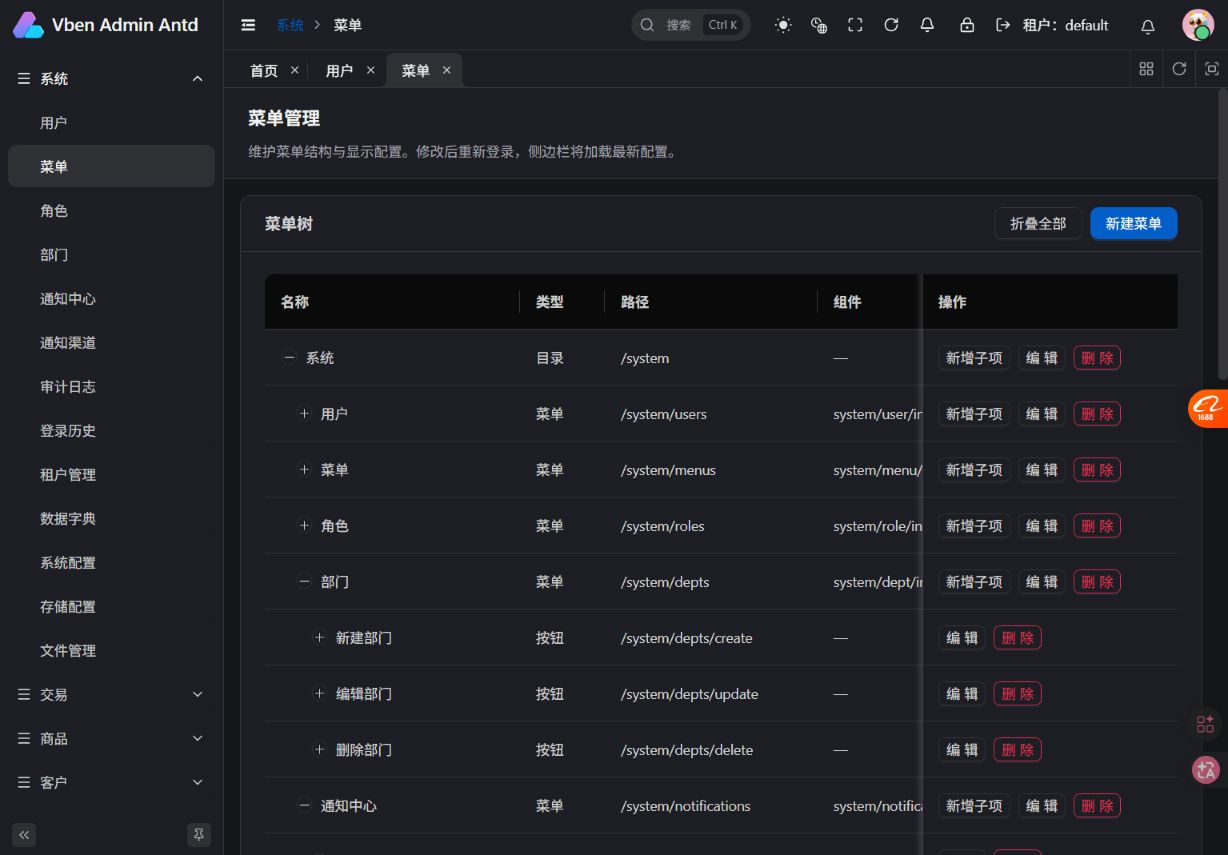 Vben Admin Antd
系统 > 菜单
搜索 Ctrl K
租户：default
首页 × 用户 × 菜单 ×
系统
用户
菜单
角色
部门
通知中心
通知渠道
审计日志
登录历史
租户管理
数据字典
系统配置
存储配置
文件管理
交易
商品
客户
菜单管理
维护菜单结构与显示配置。修改后重新登录，侧边栏将加载最新配置。
菜单树 折叠全部 新建菜单
名称 类型 路径 组件 操作
系统 目录 /system — 新增子项 编 辑 删 除
用户 菜单 /system/users system/user/in 新增子项 编 辑 删 除
菜单 菜单 /system/menus system/menu/ 新增子项 编 辑 删 除
角色 菜单 /system/roles system/role/in 新增子项 编 辑 删 除
部门 菜单 /system/depts system/dept/in 新增子项 编 辑 删 除
新建部门 按钮 /system/depts/create — 编 辑 删 除
编辑部门 按钮 /system/depts/update — 编 辑 删 除
删除部门 按钮 /system/depts/delete — 编 辑 删 除
通知中心 菜单 /system/notifications system/notifica 新增子项 编 辑 删 除
1688